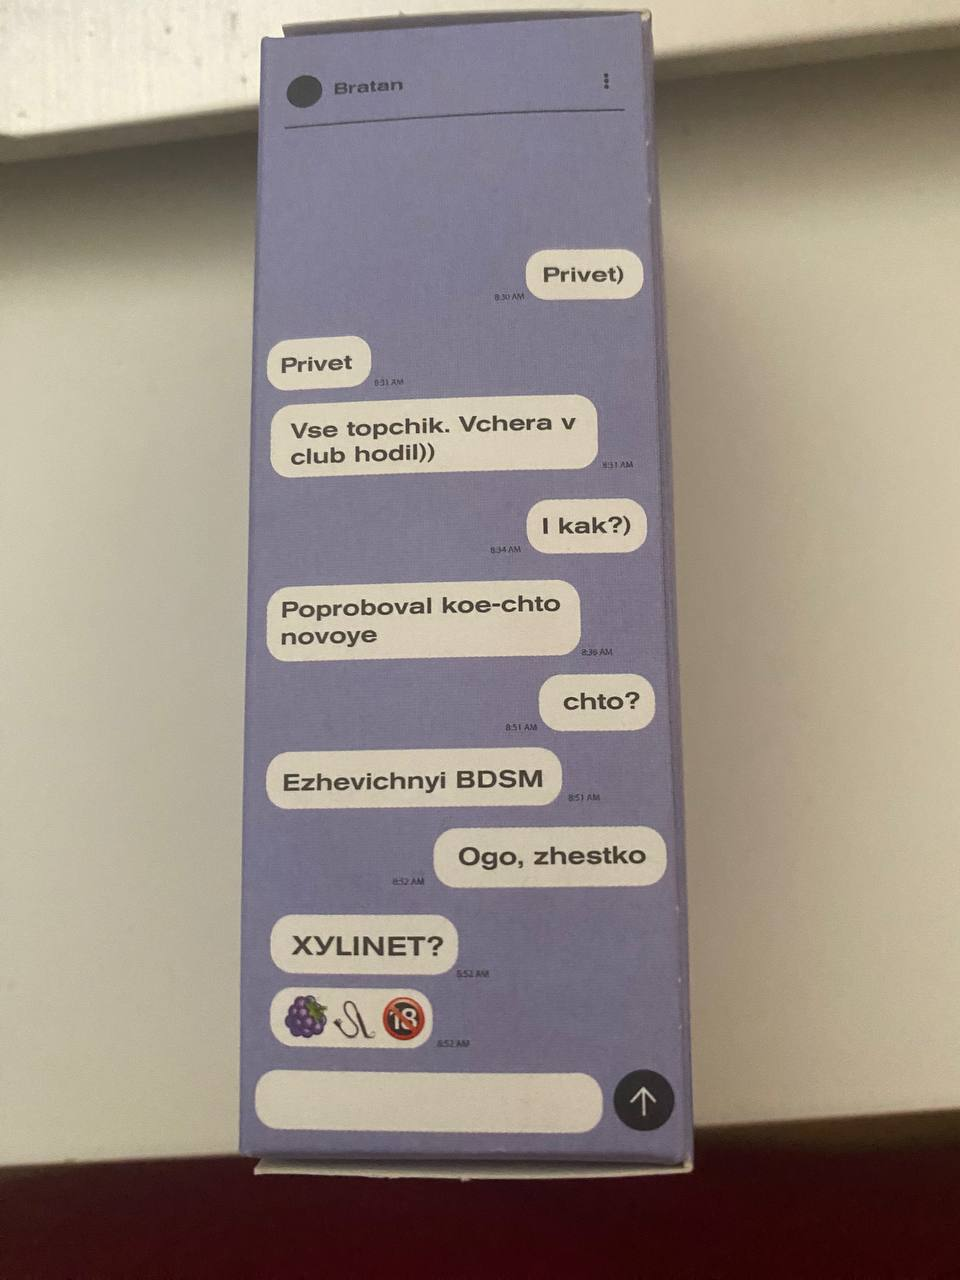 Bratan
Privet)
8:30 AM
Privet
8:31 AM
Vse topchik. Vchera v
club hodil))
8:31 AM
I kak?)
8:34 AM
Poproboval koe-chto
novoye
8:36 AM
chto?
8:51 AM
Ezhevichnyi BDSM
8:51 AM
Ogo, zhestko
8:52 AM
ХУLINET?
8:52 AM
18
8:52 AM